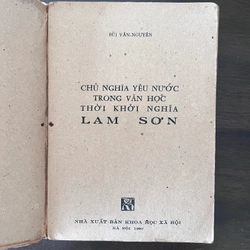 BÙI VĂN-NGUYÊN
CHỦ NGHĨA YÊU NƯỚC
TRONG VĂN HỌC
THỜI KHỞI NGHĨA
LAM SƠN
NHÀ XUẤT BẢN KHOA HỌC XÃ HỘI
HÀ NỘI 1980